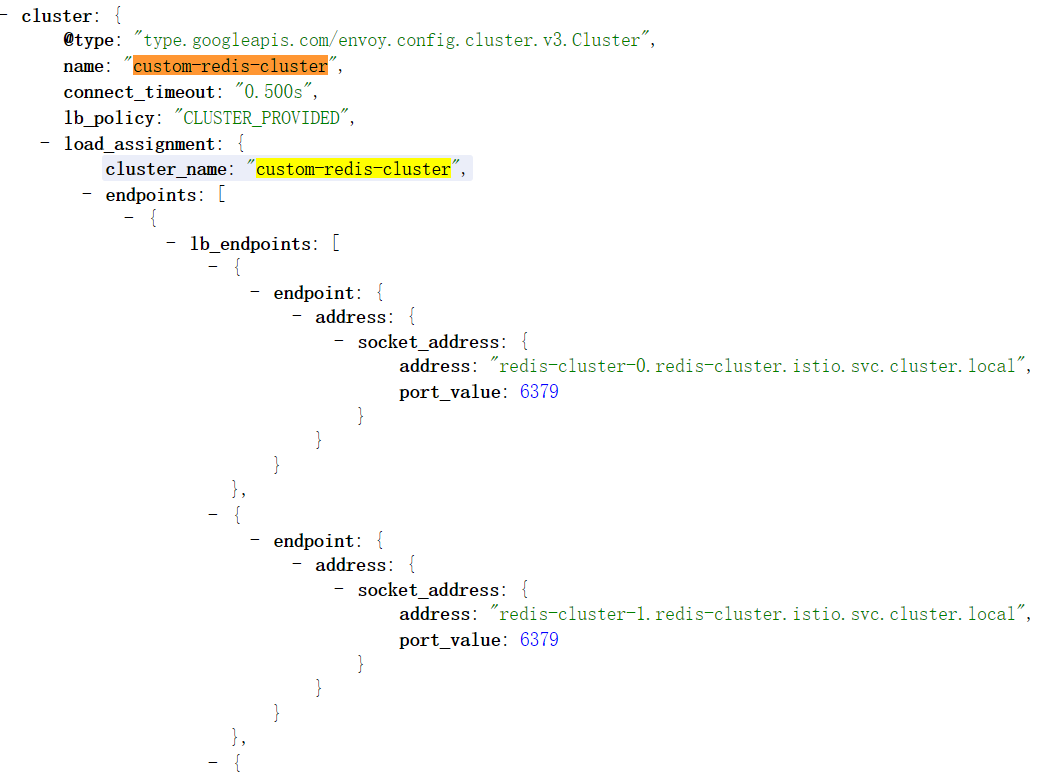 - cluster: {
@type: "type.googleapis.com/envoy.config.cluster.v3.Cluster",
name: "custom-redis-cluster",
connect_timeout: "0.500s",
lb_policy: "CLUSTER_PROVIDED",
- load_assignment: {
cluster_name: "custom-redis-cluster",
- endpoints: [
- {
- lb_endpoints: [
- {
- endpoint: {
- address: {
- socket_address: {
address: "redis-cluster-0.redis-cluster.istio.svc.cluster.local",
port_value: 6379
}
}
}
},
- {
- endpoint: {
- address: {
- socket_address: {
address: "redis-cluster-1.redis-cluster.istio.svc.cluster.local",
port_value: 6379
}
}
}
},
- {